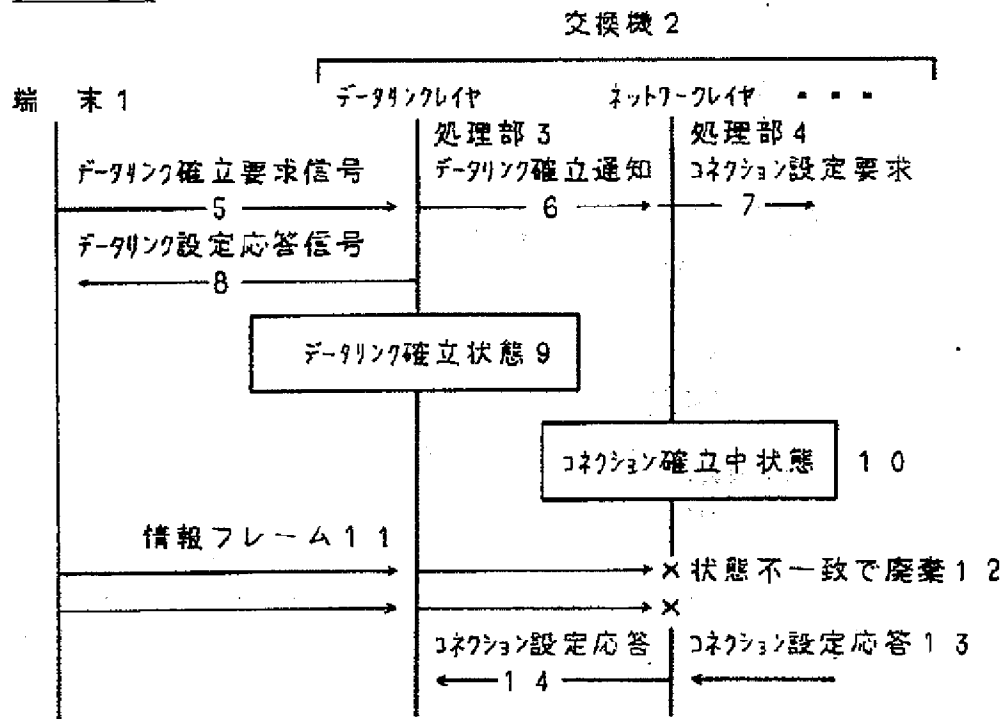 交換機2
端 末1
データリンクレイヤ
ネットワークレイヤ ・・・
処理部3
処理部4
データリンク確立要求信号
データリンク確立通知
コネクション設定要求
5
6
7
データリンク設定応答信号
8
データリンク確立状態9
コネクション確立中状態 10
情報フレーム11
×状態不一致で廃棄12
×
コネクション設定応答
コネクション設定応答13
14